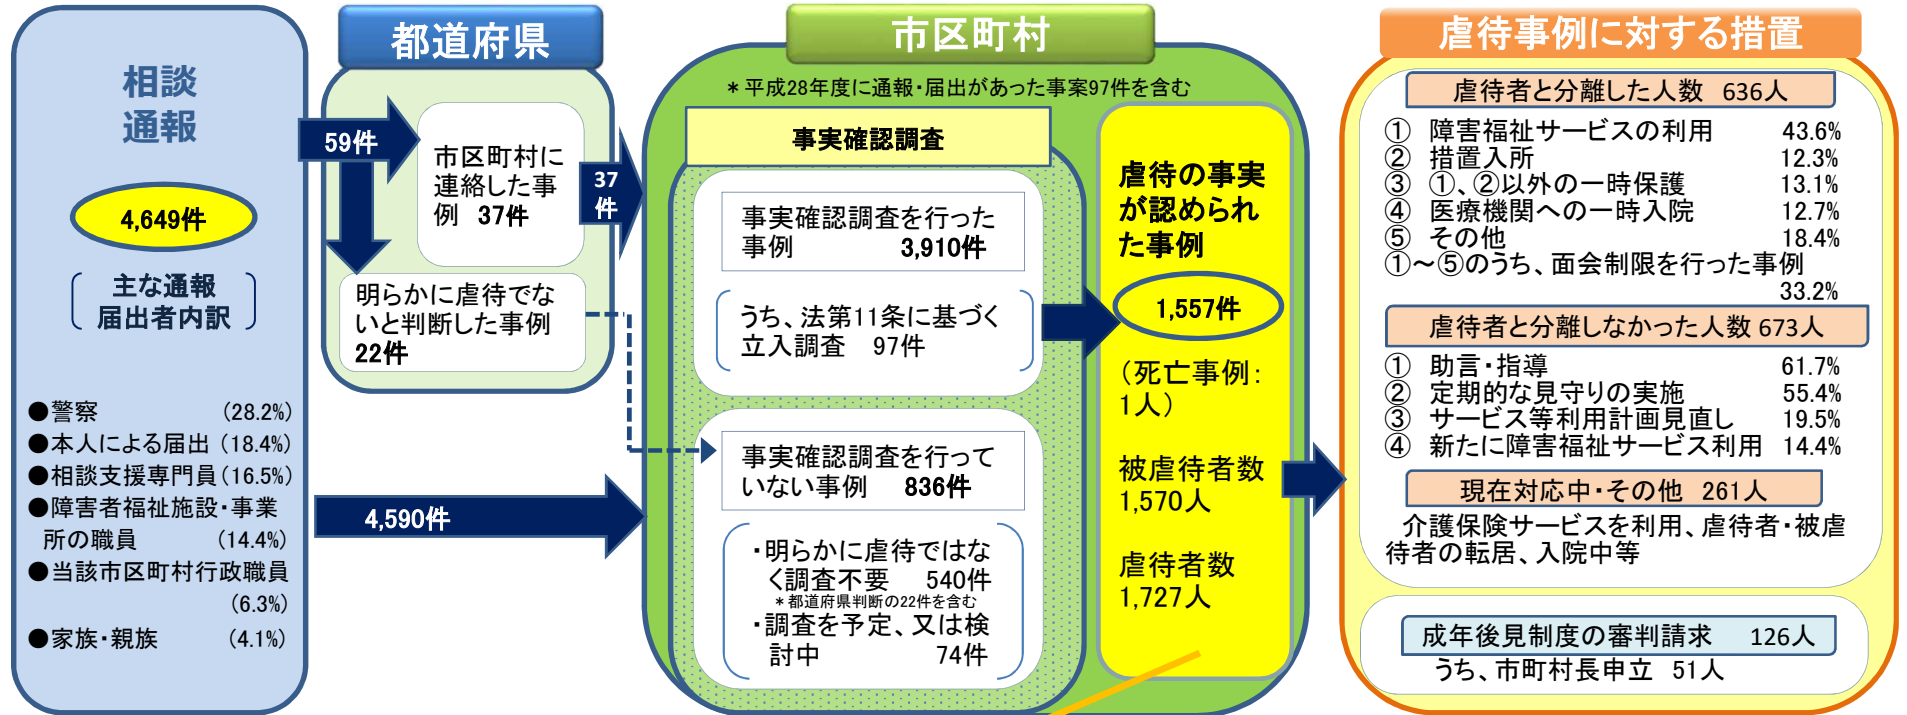 相談
通報
4,649件
主な通報
届出者内訳
●警察 (28.2%)
●本人による届出 (18.4%)
●相談支援専門員 (16.5%)
●障害者福祉施設・事業
所の職員 (14.4%)
●当該市区町村行政職員
(6.3%)
●家族・親族 (4.1%)
都道府県
59件
市区町村に
連絡した事
例 37件
明らかに虐待でな
いと判断した事例
22件
37
件
4,590件
市区町村
*平成28年度に通報・届出があった事案97件を含む
事実確認調査
事実確認調査を行った
事例 3,910件
うち、法第11条に基づく
立入調査 97件
事実確認調査を行って
いない事例 836件
・明らかに虐待ではな
く調査不要 540件
*都道府県判断の22件を含む
・調査を予定、又は検
討中 74件
虐待の事実
が認められ
た事例
1,557件
(死亡事例:
1人)
被虐待者数
1,570人
虐待者数
1,727人
虐待事例に対する措置
虐待者と分離した人数 636人
① 障害福祉サービスの利用 43.6%
② 措置入所 12.3%
③ ①、②以外の一時保護 13.1%
④ 医療機関への一時入院 12.7%
⑤ その他 18.4%
①～⑤のうち、面会制限を行った事例
33.2%
虐待者と分離しなかった人数 673人
① 助言・指導 61.7%
② 定期的な見守りの実施 55.4%
③ サービス等利用計画見直し 19.5%
④ 新たに障害福祉サービス利用 14.4%
現在対応中・その他 261人
介護保険サービスを利用、虐待者・被虐
待者の転居、入院中等
成年後見制度の審判請求 126人
うち、市町村長申立 51人